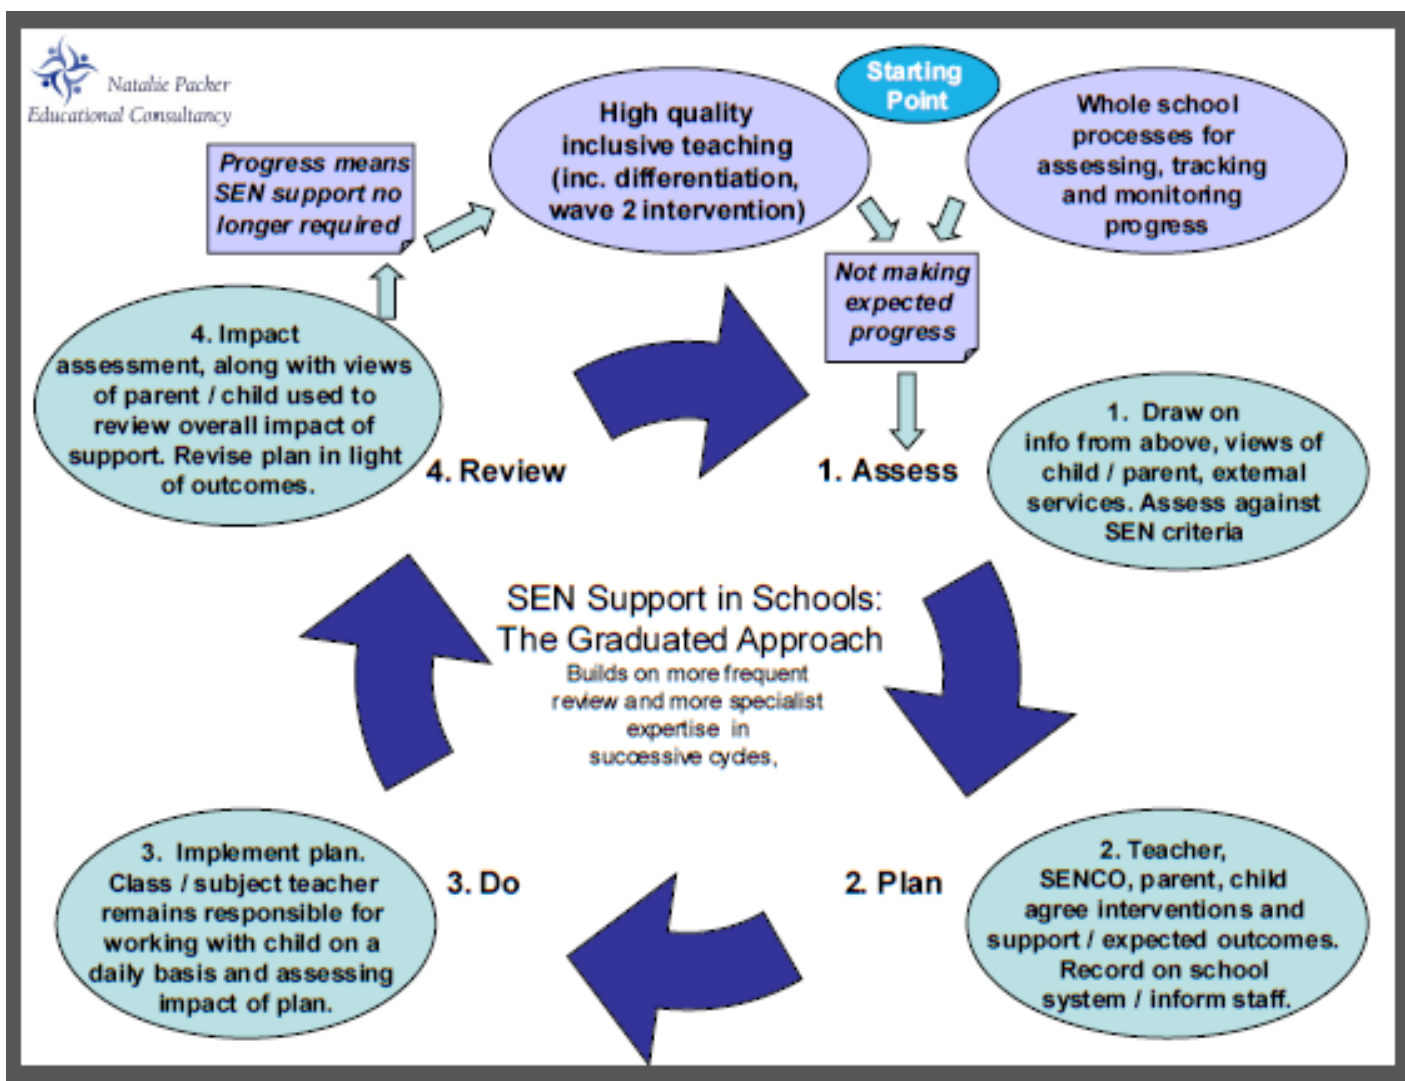 Natalie Packer
Educational Consultancy
Starting
Point
High quality
inclusive teaching
(inc. differentiation,
wave 2 intervention)
Whole school
processes for
assessing, tracking
and monitoring
progress
Progress means
SEN support no
longer required
Not making
expected
progress
4. Impact
assessment, along with views
of parent / child used to
review overall impact of
support. Revise plan in light
of outcomes.
4. Review
1. Assess
1. Draw on
info from above, views of
child / parent, external
services. Assess against
SEN criteria
SEN Support in Schools:
The Graduated Approach
Builds on more frequent
review and more specialist
expertise in
successive cycles,
3. Implement plan.
Class / subject teacher
remains responsible for
working with child on a
daily basis and assessing
impact of plan.
3. Do
2. Plan
2. Teacher,
SENCO, parent, child
agree interventions and
support / expected outcomes.
Record on school
system / inform staff.